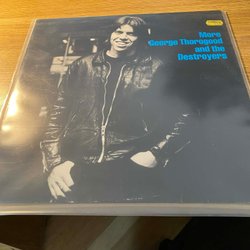 More
George Thorogood
and the
Destroyers